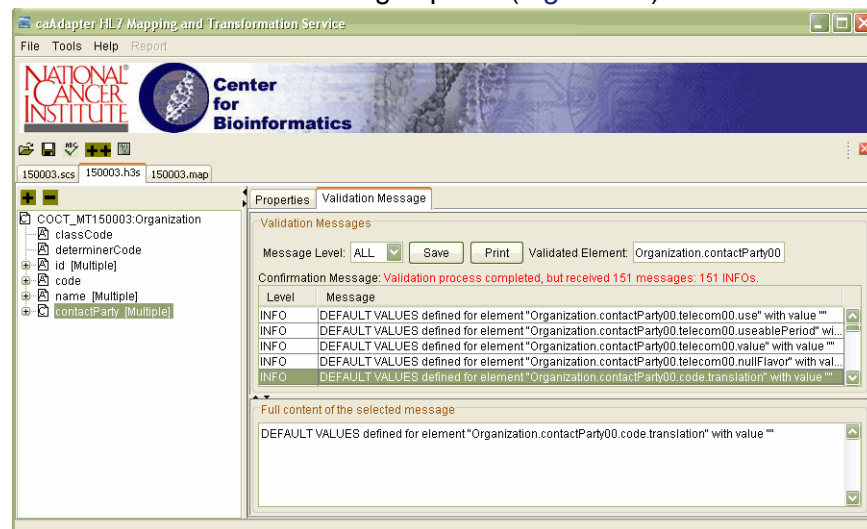 caAdapter HL7 Mapping and Transformation Service
File Tools Help Report
NATIONAL
CANCER
INSTITUTE
Center
for
Bioinformatics
150003.scs 150003.h3s 150003.map
Properties Validation Message
COCT_MT150003:Organization
classCode
determinerCode
id [Multiple]
code
name [Multiple]
contactParty [Multiple]
Validation Messages
Message Level: ALL Save Print Validated Element: Organization.contactParty00
Confirmation Message: Validation process completed, but received 151 messages: 151 INFOs.
Level Message
INFO DEFAULT VALUES defined for element "Organization.contactParty00.telecom00.use" with value ""
INFO DEFAULT VALUES defined for element "Organization.contactParty00.telecom00.useablePeriod" wi...
INFO DEFAULT VALUES defined for element "Organization.contactParty00.telecom00.value" with value ""
INFO DEFAULT VALUES defined for element "Organization.contactParty00.telecom00.nullFlavor" with val...
INFO DEFAULT VALUES defined for element "Organization.contactParty00.code.translation" with value ""
Full content of the selected message
DEFAULT VALUES defined for element "Organization.contactParty00.code.translation" with value ""